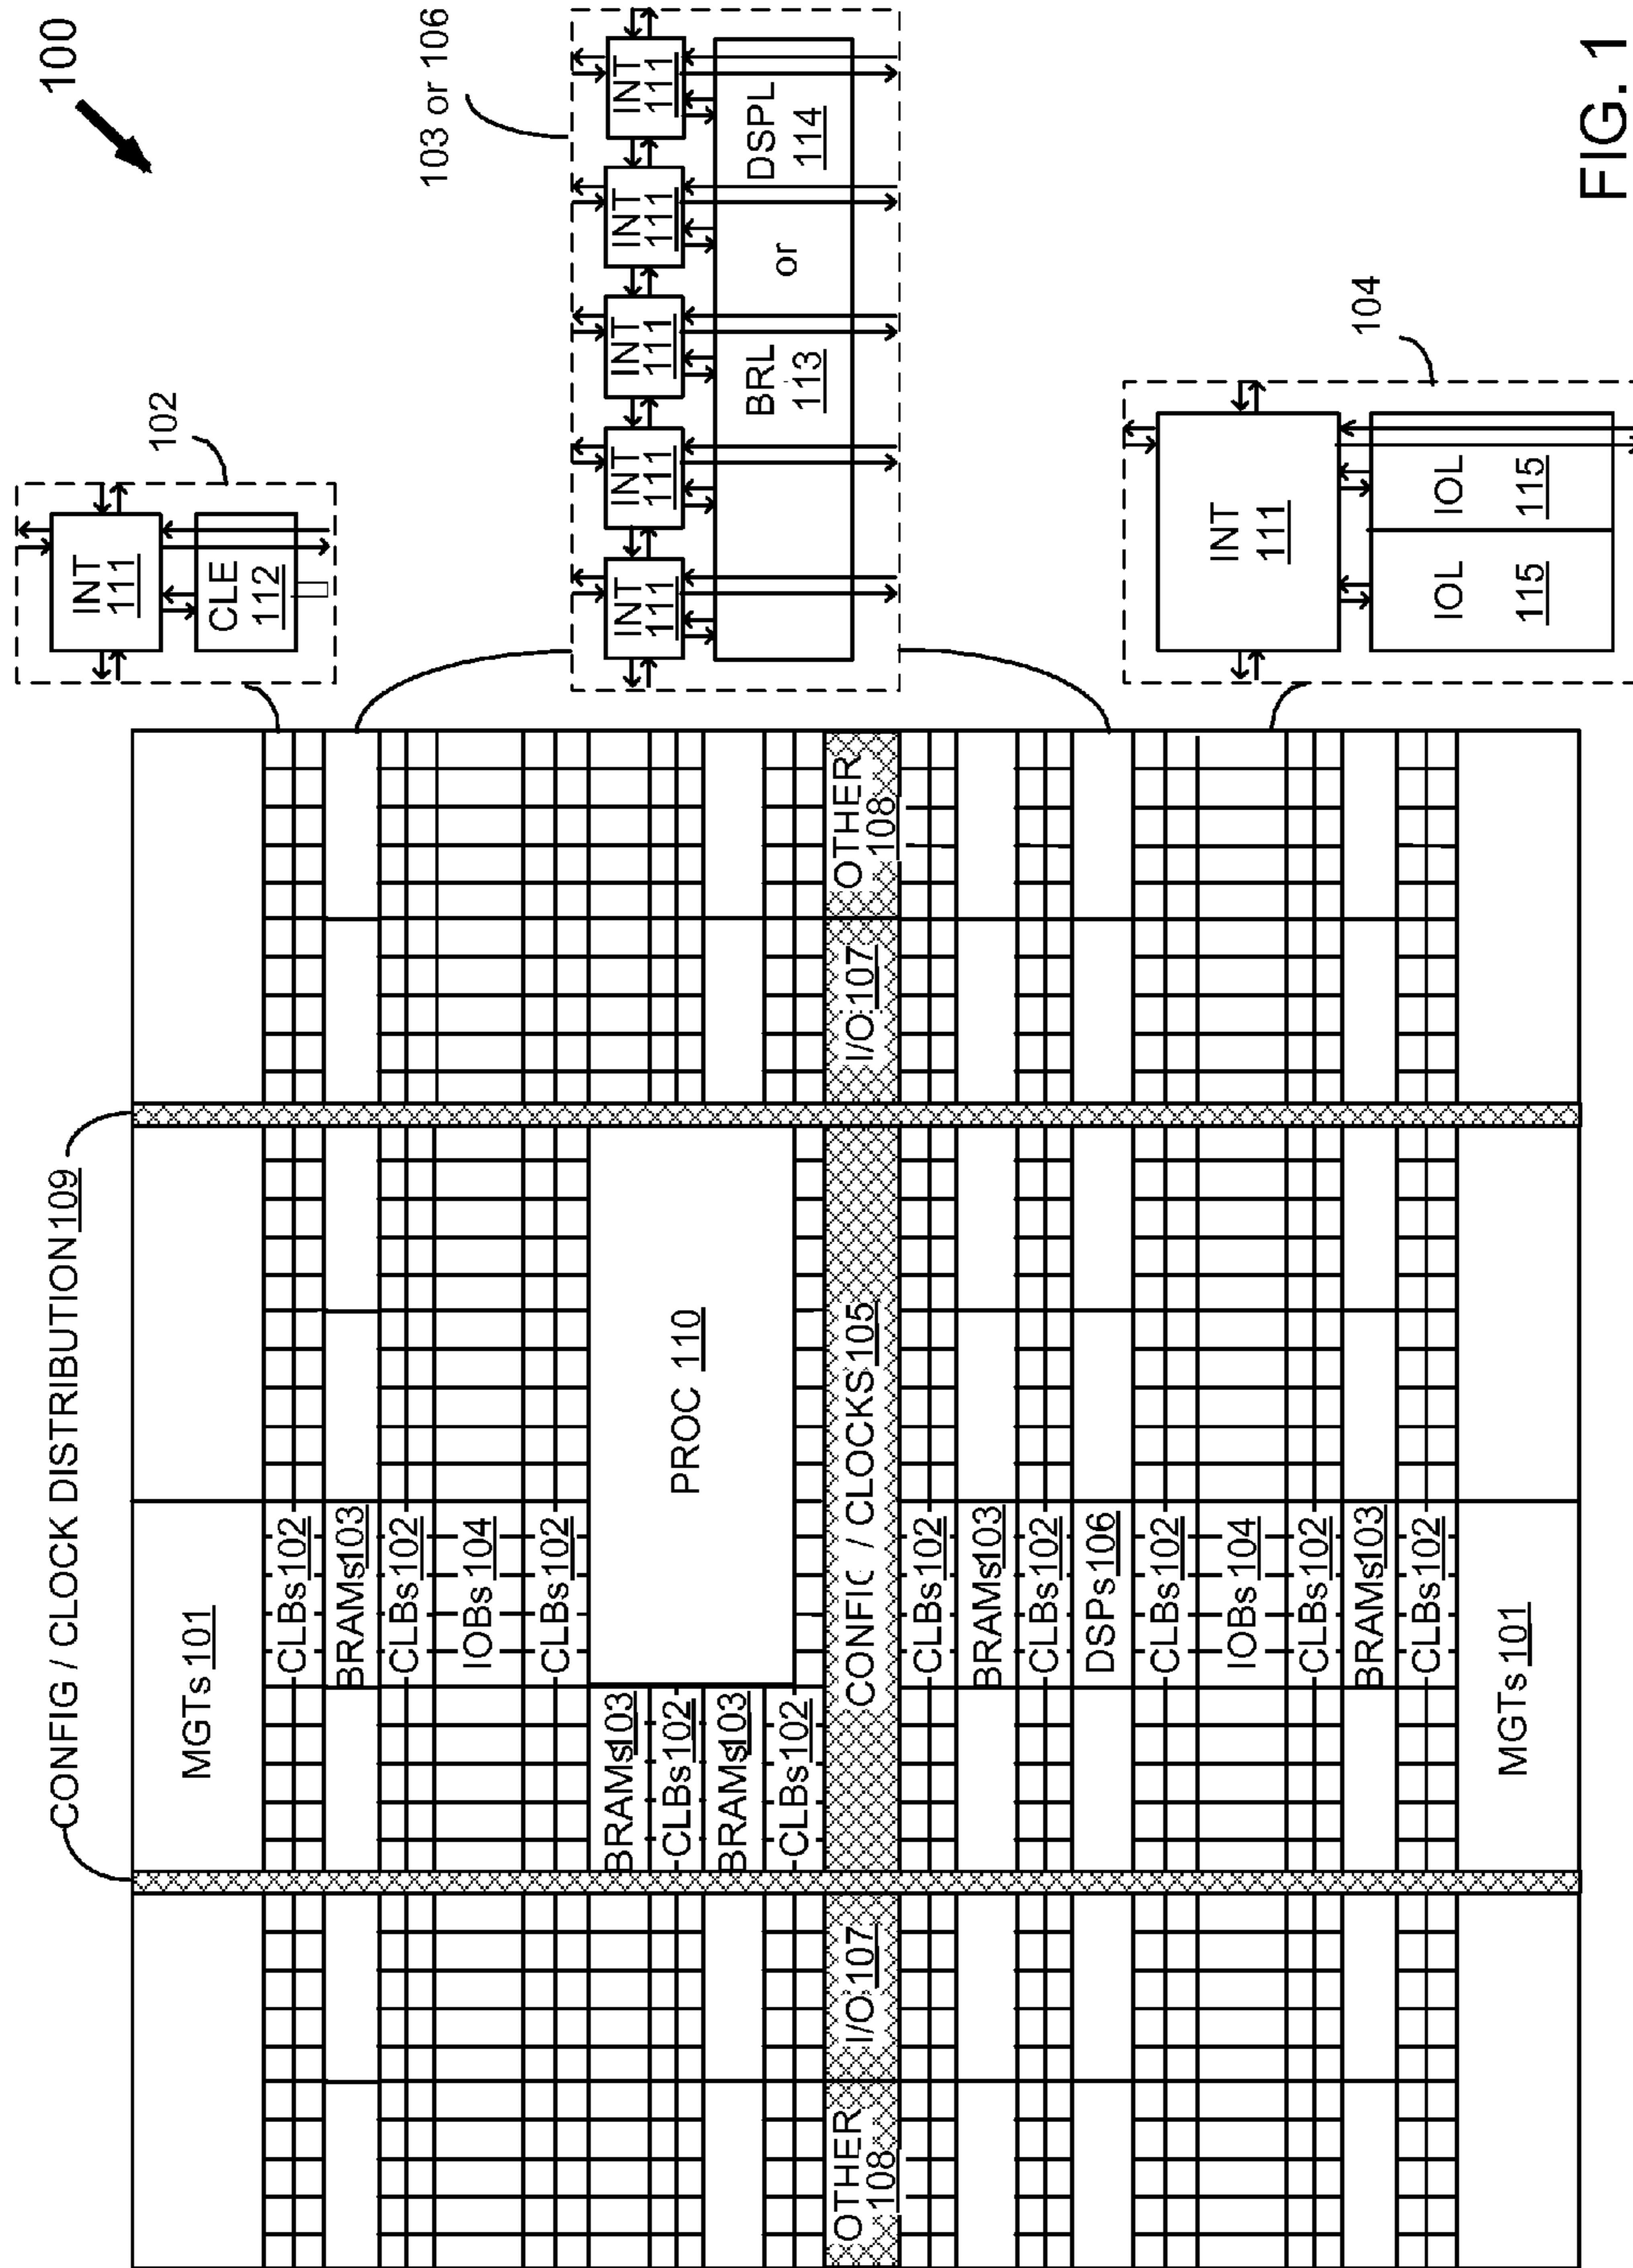 100
CONFIG / CLOCK DISTRIBUTION 109
MGTs 101
CLBs 102
BRAMs 103
CLBs 102
IOBs 104
CLBs 102
BRAMs 103
CLBs 102
BRAMs 103
CLBs 102
PROC 110
OTHER
108
I/O 107
CONFIG / CLOCKS 105
I/O 107
OTHER
108
CLBs 102
BRAMs 103
CLBs 102
DSPs 106
CLBs 102
IOBs 104
CLBs 102
BRAMs 103
CLBs 102
MGTs 101
102
INT
111
CLE
112
103 or 106
INT
111
INT
111
INT
111
INT
111
INT
111
BRL
113
or
DSPL
114
104
INT
111
IOL
115
IOL
115
FIG. 1